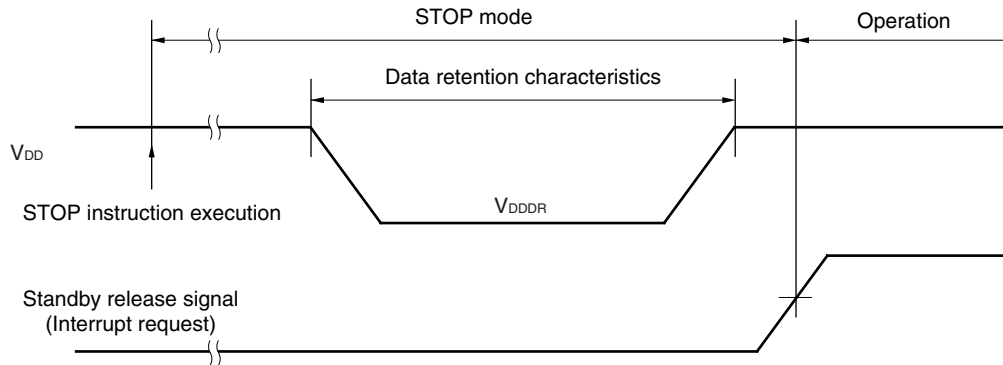 STOP mode
Operation
Data retention characteristics
VDD
STOP instruction execution
VDDDR
Standby release signal
(Interrupt request)